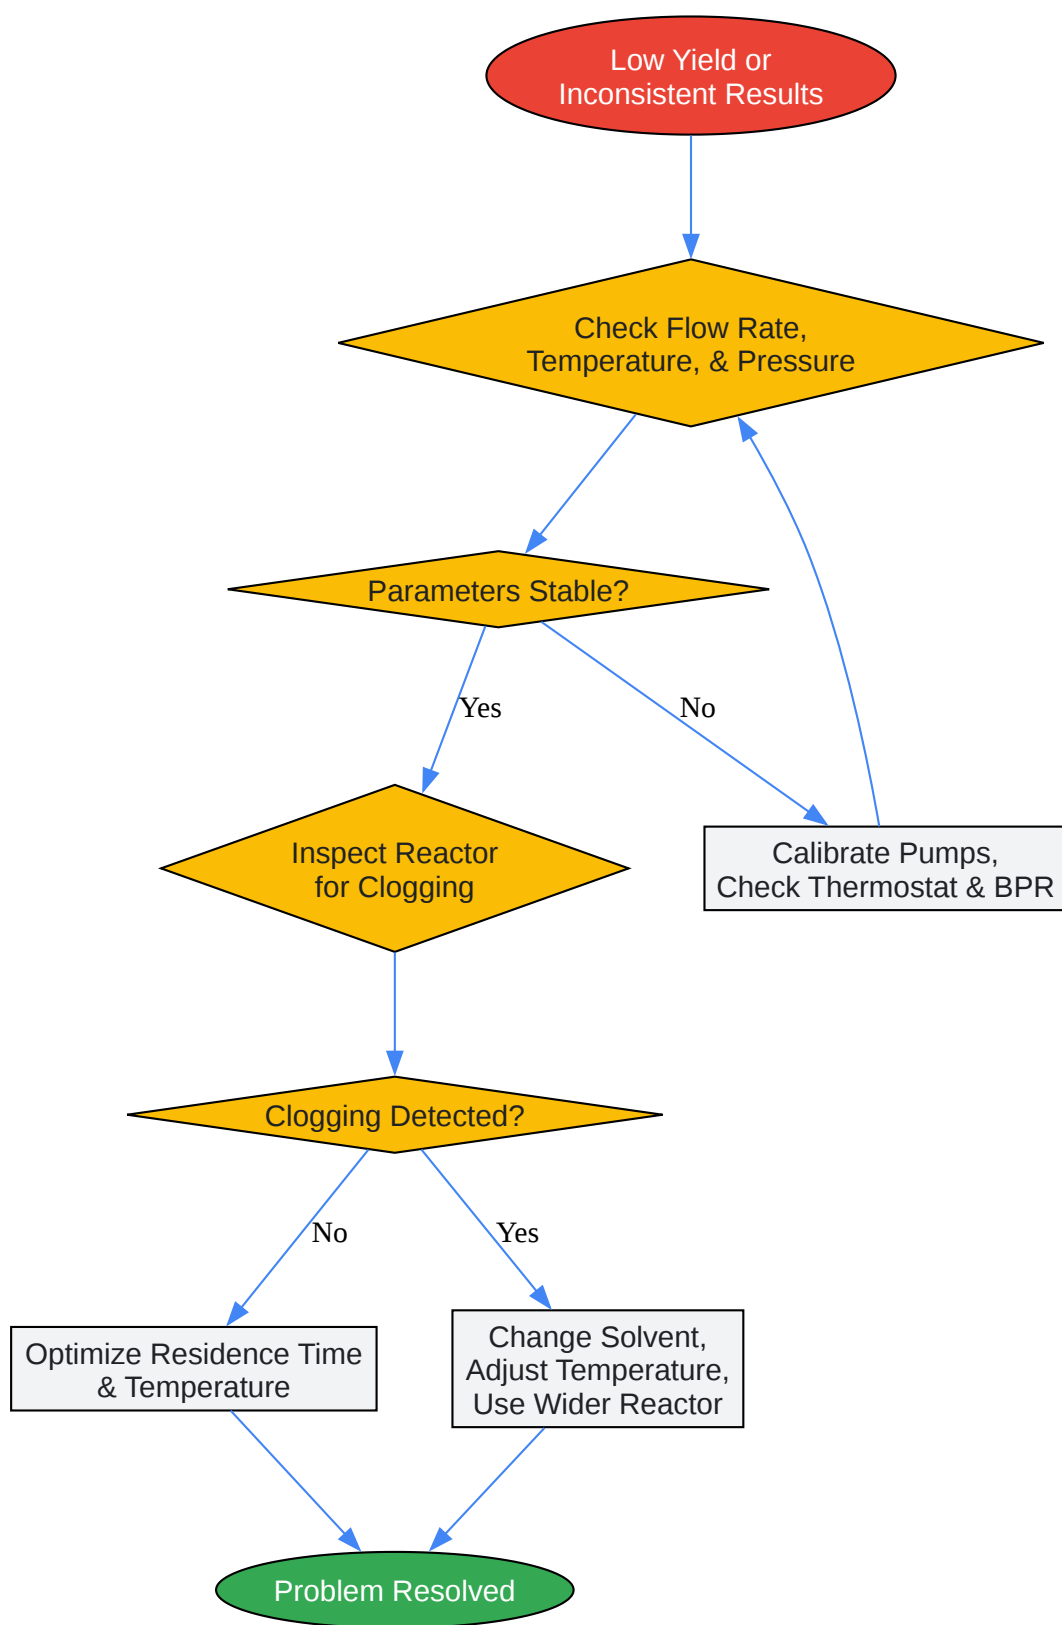 Low Yield or
Inconsistent Results
Check Flow Rate,
Temperature, & Pressure
Parameters Stable?
Yes
No
Inspect Reactor
for Clogging
Calibrate Pumps,
Check Thermostat & BPR
Clogging Detected?
No
Yes
Optimize Residence Time
& Temperature
Change Solvent,
Adjust Temperature,
Use Wider Reactor
Problem Resolved